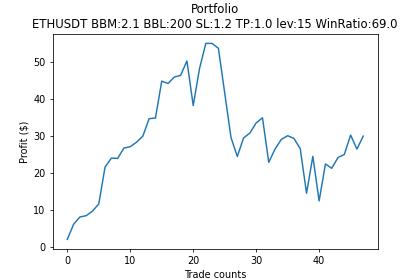 Portfolio
ETHUSDT BBM:2.1 BBL:200 SL:1.2 TP:1.0 lev:15 WinRatio:69.0
Profit ($)
50
40
30
20
10
0
0 10 20 30 40
Trade counts